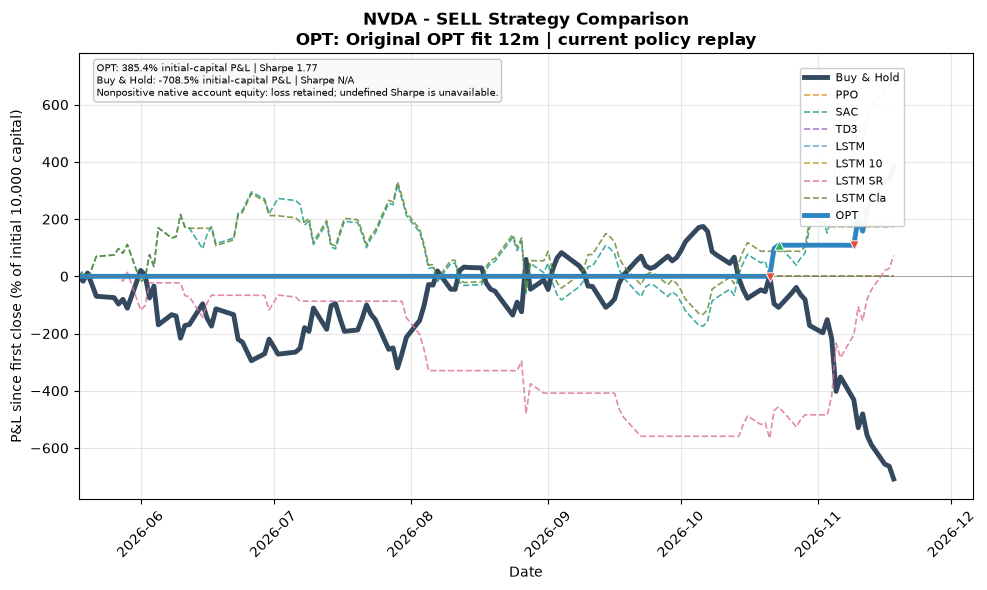 NVDA - SELL Strategy Comparison
OPT: Original OPT fit 12m | current policy replay
OPT: 385.4% initial-capital P&L | Sharpe 1.77
Buy & Hold: -708.5% initial-capital P&L | Sharpe N/A
Nonpositive native account equity: loss retained; undefined Sharpe is unavailable.
Buy & Hold
PPO
SAC
TD3
LSTM
LSTM 10
LSTM SR
LSTM Cla
OPT
P&L since first close (% of initial 10,000 capital)
600
400
200
0
−200
−400
−600
2026-06
2026-07
2026-08
2026-09
2026-10
2026-11
2026-12
Date